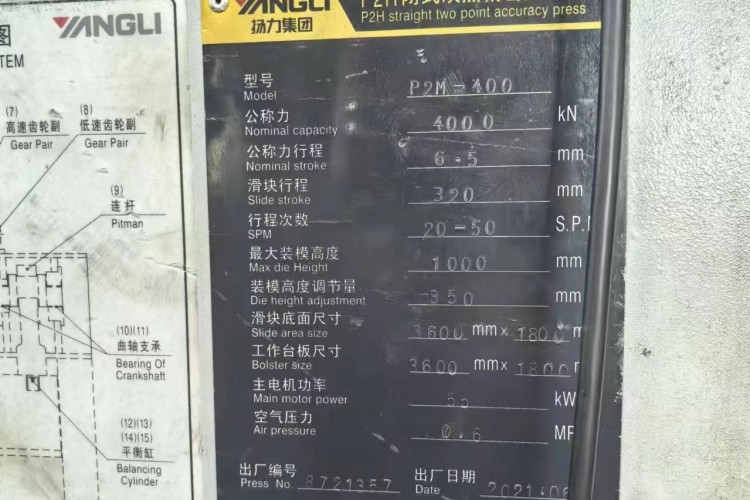 图
YANGLI
TEM
(7)
高速齿轮副
Gear Pair
(8)
低速齿轮副
Gear Pair
(9)
连杆
Pitman
(10)(11)
曲轴支承
Bearing Of
Crankshaft
(12)(13)
(14)(15)
平衡缸
Balancing
Cylinder
YANGLI
扬力集团
P2H straight two point accuracy press
型号
Model P2M-400
公称力
Nominal capacity 4000 kN
公称力行程
Nominal stroke 6.5 mm
滑块行程
Slide stroke 320 mm
行程次数
SPM 20-50 S.P.
最大装模高度
Max die Height 1000 mm
装模高度调节量
Die height adjustment 350 mm
滑块底面尺寸
Slide area size 3600 mm× 1800
工作台板尺寸
Bolster size 3600 mm× 1800
主电机功率
Main motor power 55 kW
空气压力
Air pressure 0.6 MP
出厂编号
Press No. 8721357
出厂日期
Date 2021.06